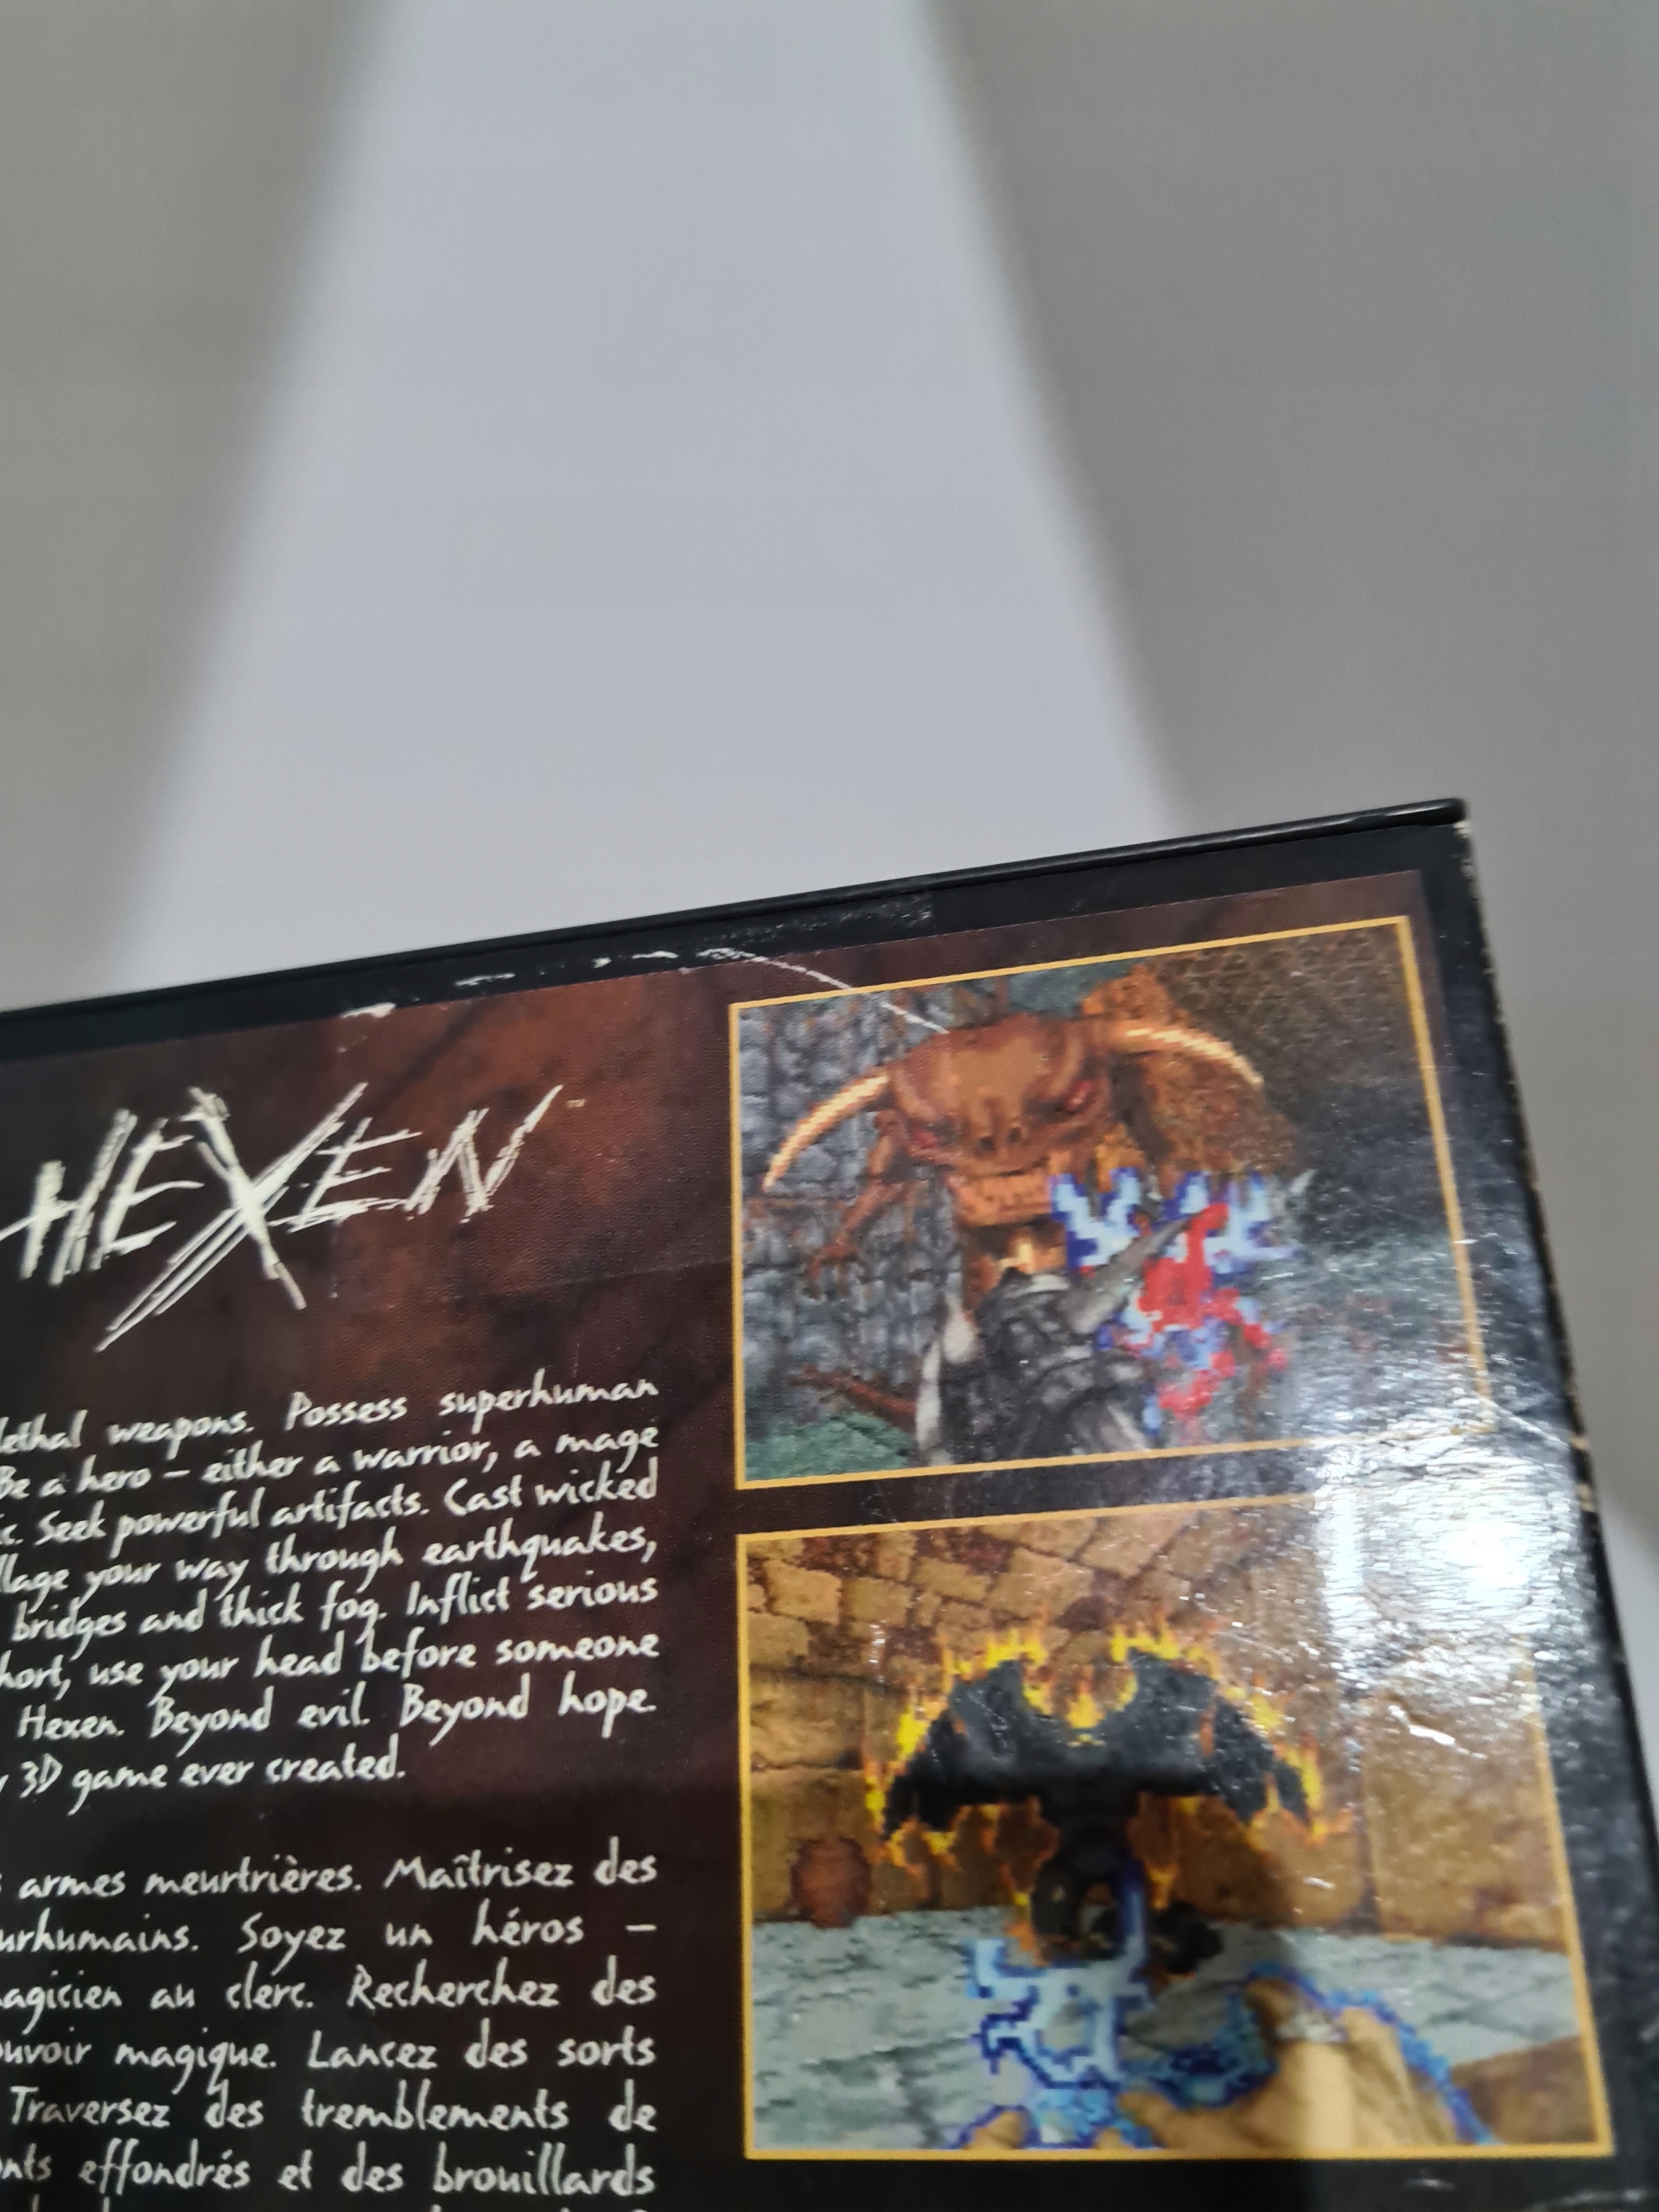 HEXEN™
lethal weapons. Possess superhuman
Be a hero – either a warrior, a mage
Seek powerful artifacts. Cast wicked
your way through earthquakes,
bridges and thick fog. Inflict serious
use your head before someone
Hexen. Beyond evil. Beyond hope.
3D game ever created.
armes meurtrières. Maîtrisez des
Soyez un héros –
au clerc. Recherchez des
magique. Lancez des sorts
Traversez des tremblements de
effondrés et des brouillards